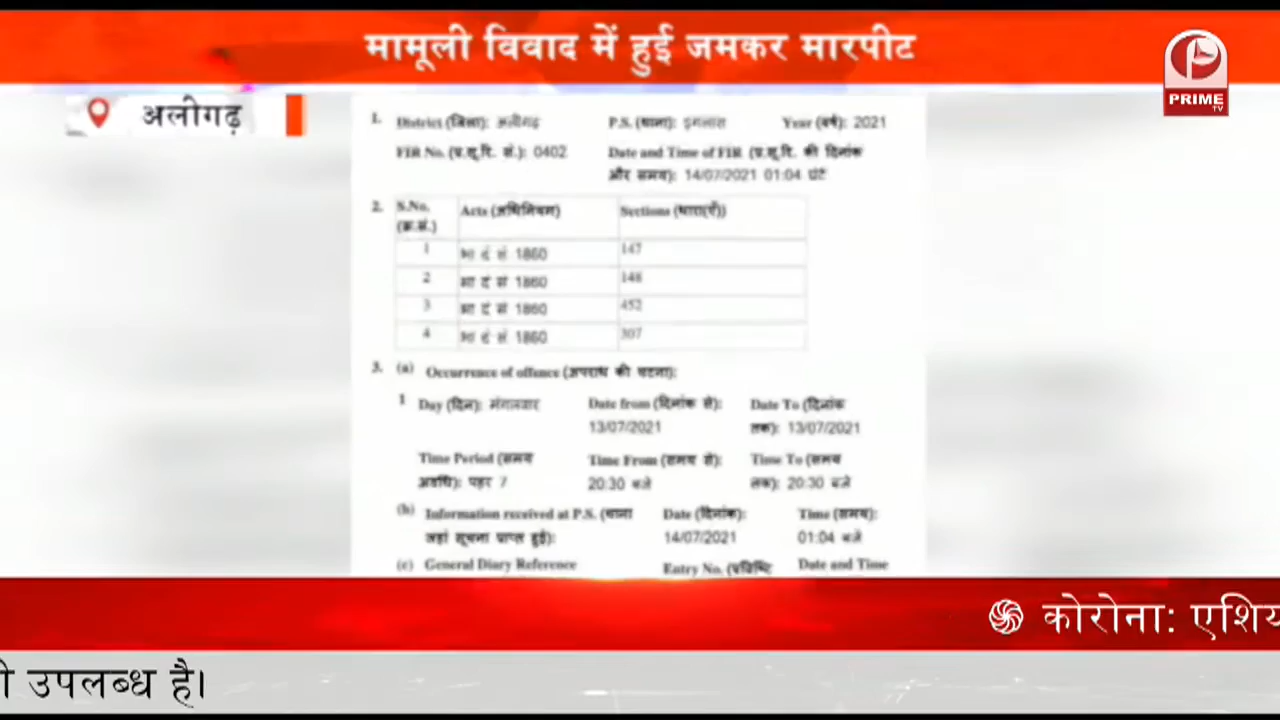 मामूली विवाद में हुई जमकर मारपीट
PRIME
TV
अलीगढ़
1. District (जिला): अलीगढ़ P.S. (थाना): इगलास Year (वर्ष): 2021
FIR No. (प्र.सू.रि. सं.): 0402 Date and Time of FIR (प्र.सू.रि. की दिनांक
और समय): 14/07/2021 01:04 घंटे
2. S.No. Acts (अधिनियम) Sections (धारा(एँ))
(क्र.सं.)
1 भा दं सं 1860 147
2 भा दं सं 1860 148
3 भा दं सं 1860 452
4 भा दं सं 1860 307
3. (a) Occurrence of offence (अपराध की घटना):
1 Day (दिन): मंगलवार Date from (दिनांक से): Date To (दिनांक
13/07/2021 तक): 13/07/2021
Time Period (समय Time From (समय से): Time To (समय
अवधि): पहर 7 20:30 बजे तक): 20:30 बजे
(b) Information received at P.S. (थाना Date (दिनांक): Time (समय):
जहां सूचना प्राप्त हुई): 14/07/2021 01:04 बजे
(c) General Diary Reference Entry No. (प्रविष्टि Date and Time
कोरोना: एशिय
ी उपलब्ध है।